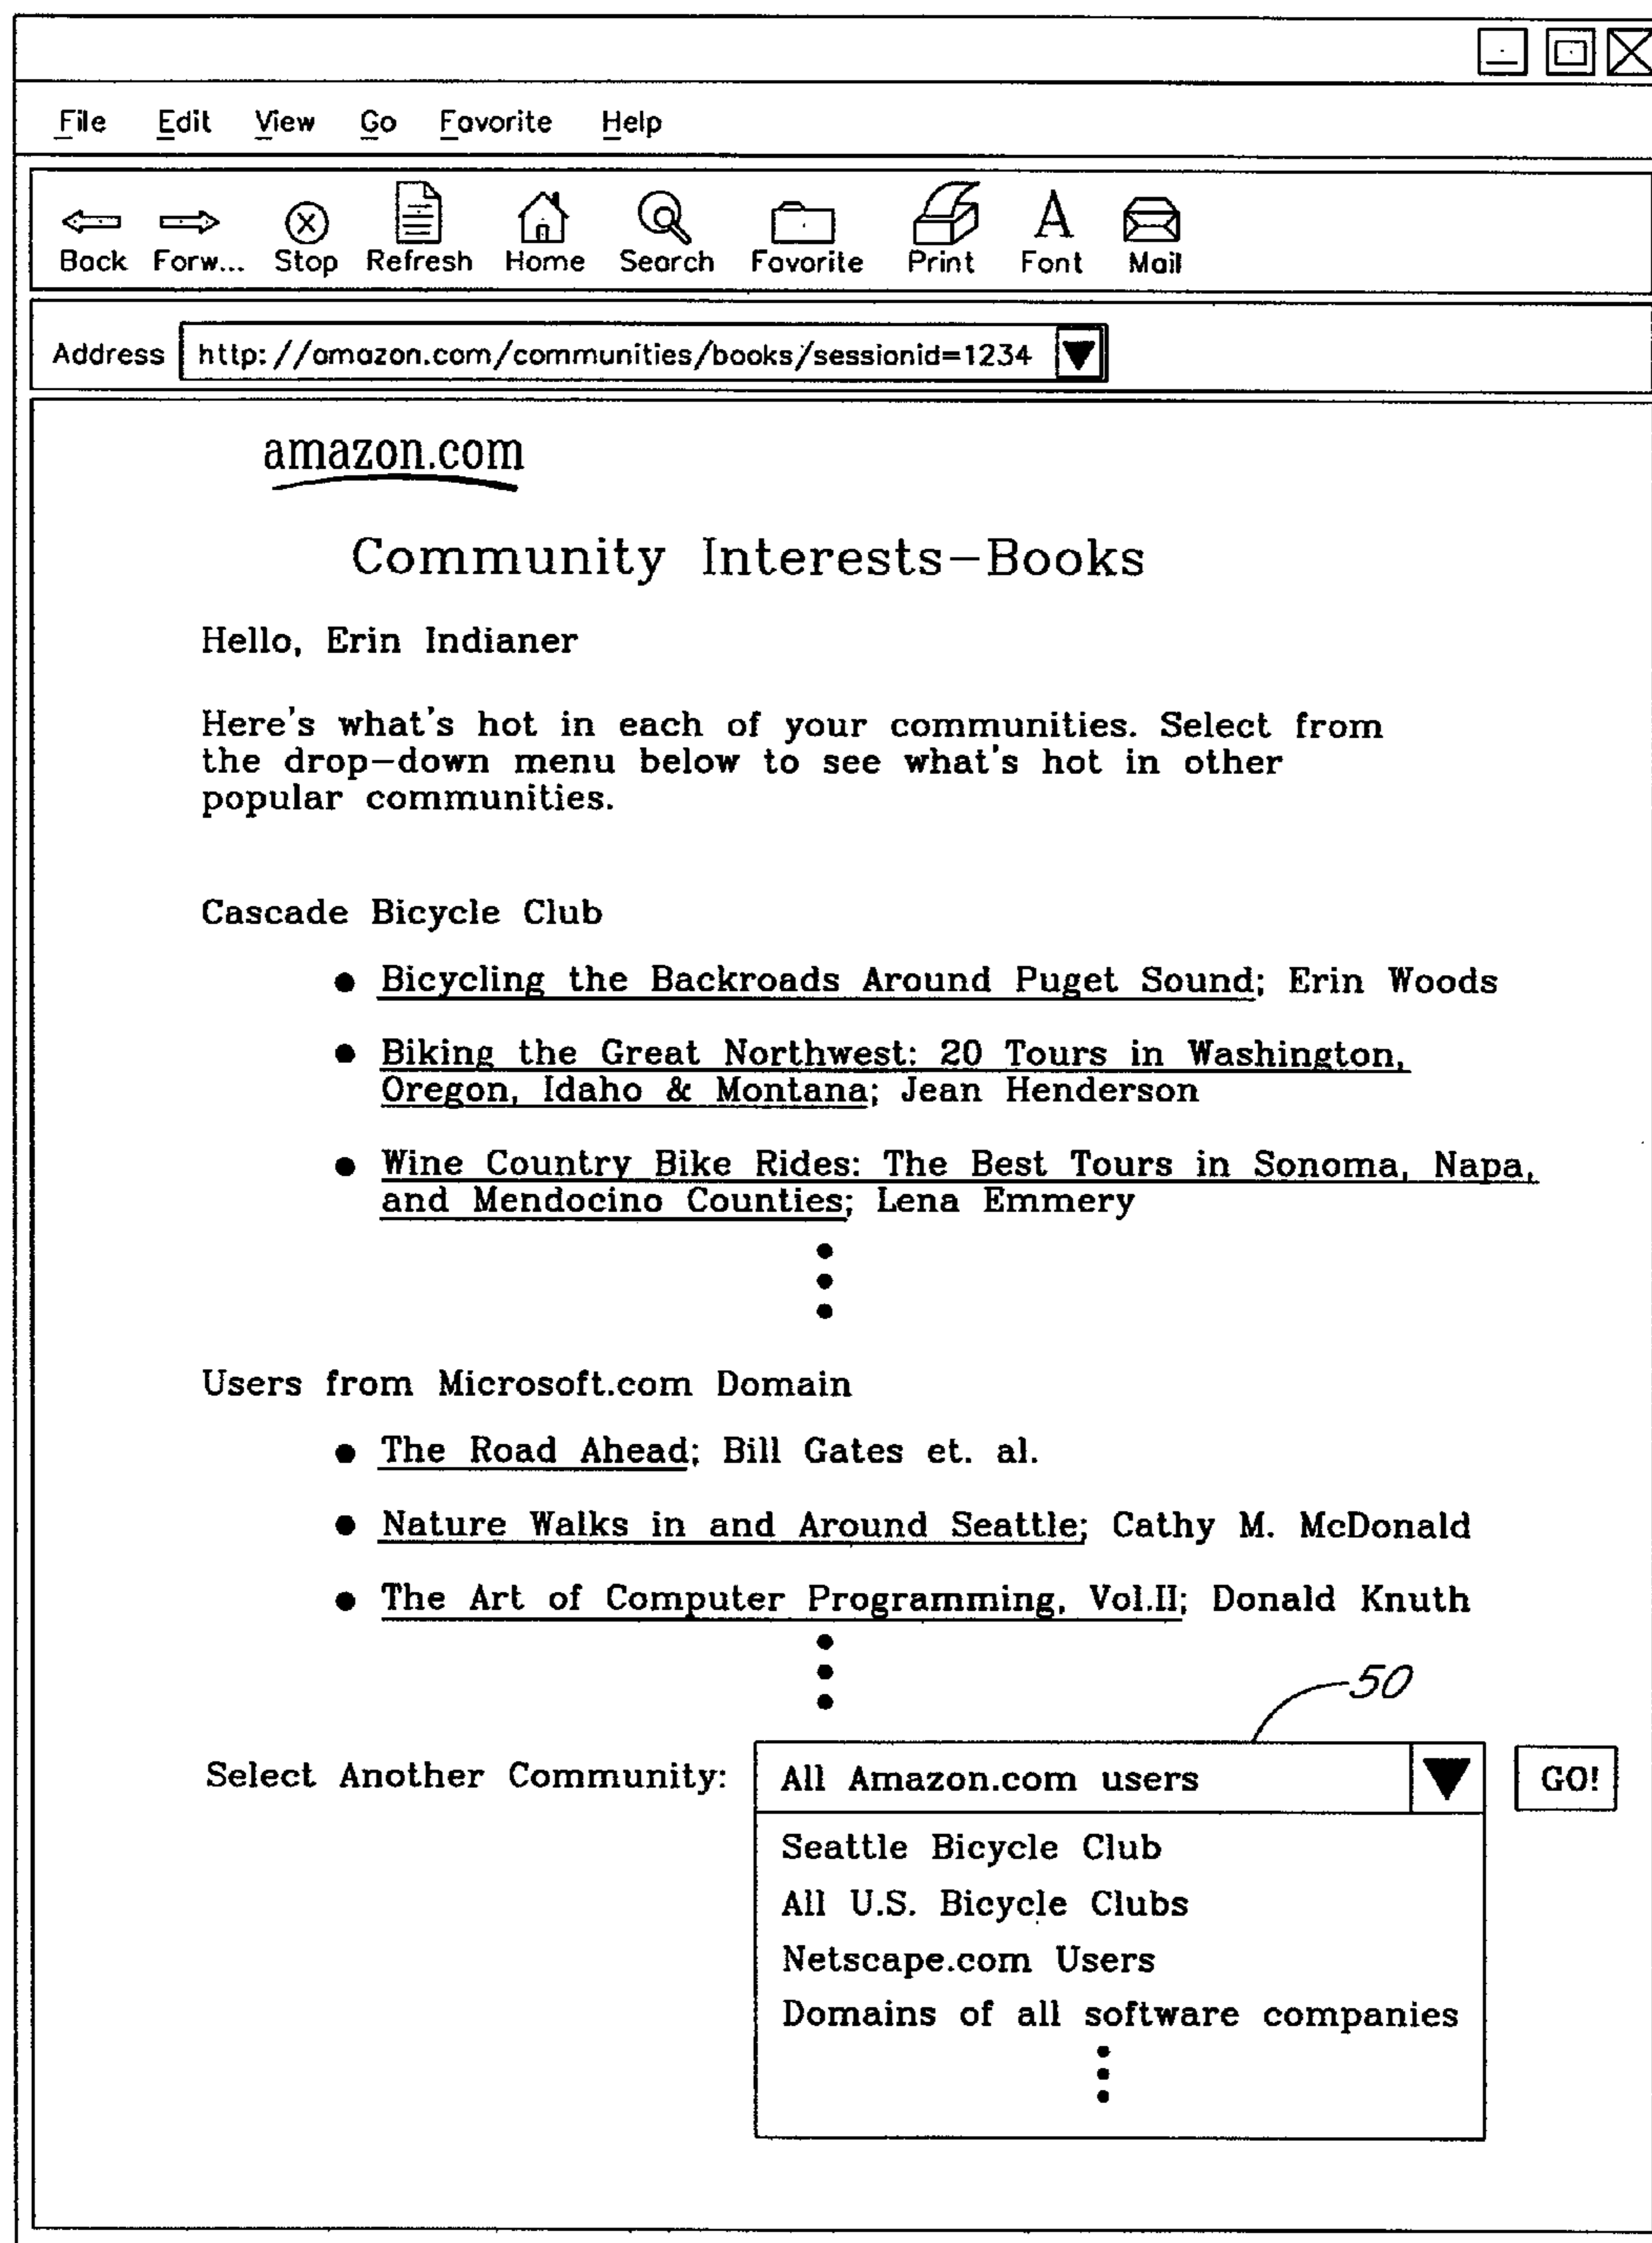 File Edit View Go Favorite Help
Back Forw... Stop Refresh Home Search Favorite Print Font Mail
Address http://amazon.com/communities/books/sessionid=1234
amazon.com
Community Interests-Books
Hello, Erin Indianer
Here's what's hot in each of your communities. Select from
the drop-down menu below to see what's hot in other
popular communities.
Cascade Bicycle Club
● Bicycling the Backroads Around Puget Sound; Erin Woods
● Biking the Great Northwest: 20 Tours in Washington,
Oregon, Idaho & Montana; Jean Henderson
● Wine Country Bike Rides: The Best Tours in Sonoma, Napa,
and Mendocino Counties; Lena Emmery
Users from Microsoft.com Domain
● The Road Ahead; Bill Gates et. al.
● Nature Walks in and Around Seattle; Cathy M. McDonald
● The Art of Computer Programming, Vol.II; Donald Knuth
50
Select Another Community: All Amazon.com users GO!
Seattle Bicycle Club
All U.S. Bicycle Clubs
Netscape.com Users
Domains of all software companies